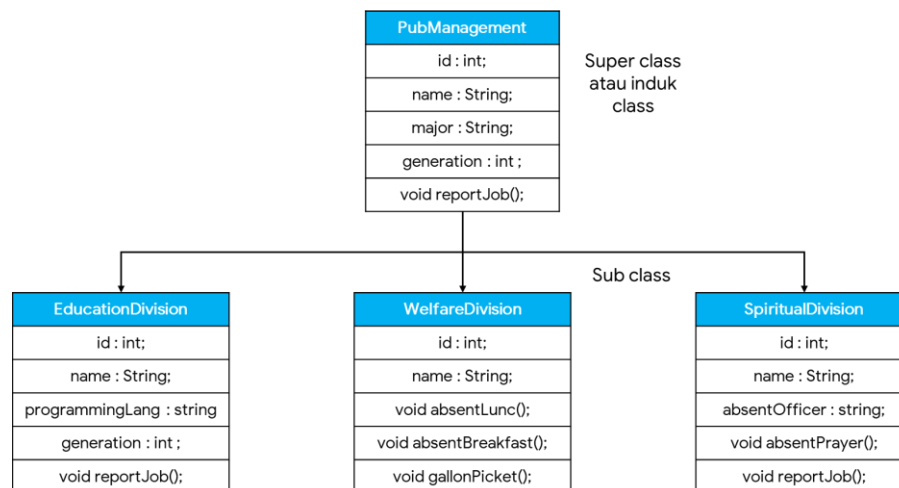 PubManagement
id : int;
name : String;
major : String;
generation : int ;
void reportJob();
Super class
atau induk
class
Sub class
EducationDivision
id : int;
name : String;
programmingLang : string
generation : int ;
void reportJob();
WelfareDivision
id : int;
name : String;
void absentLunc();
void absentBreakfast();
void gallonPicket();
SpiritualDivision
id : int;
name : String;
absentOfficer : string;
void absentPrayer();
void reportJob();